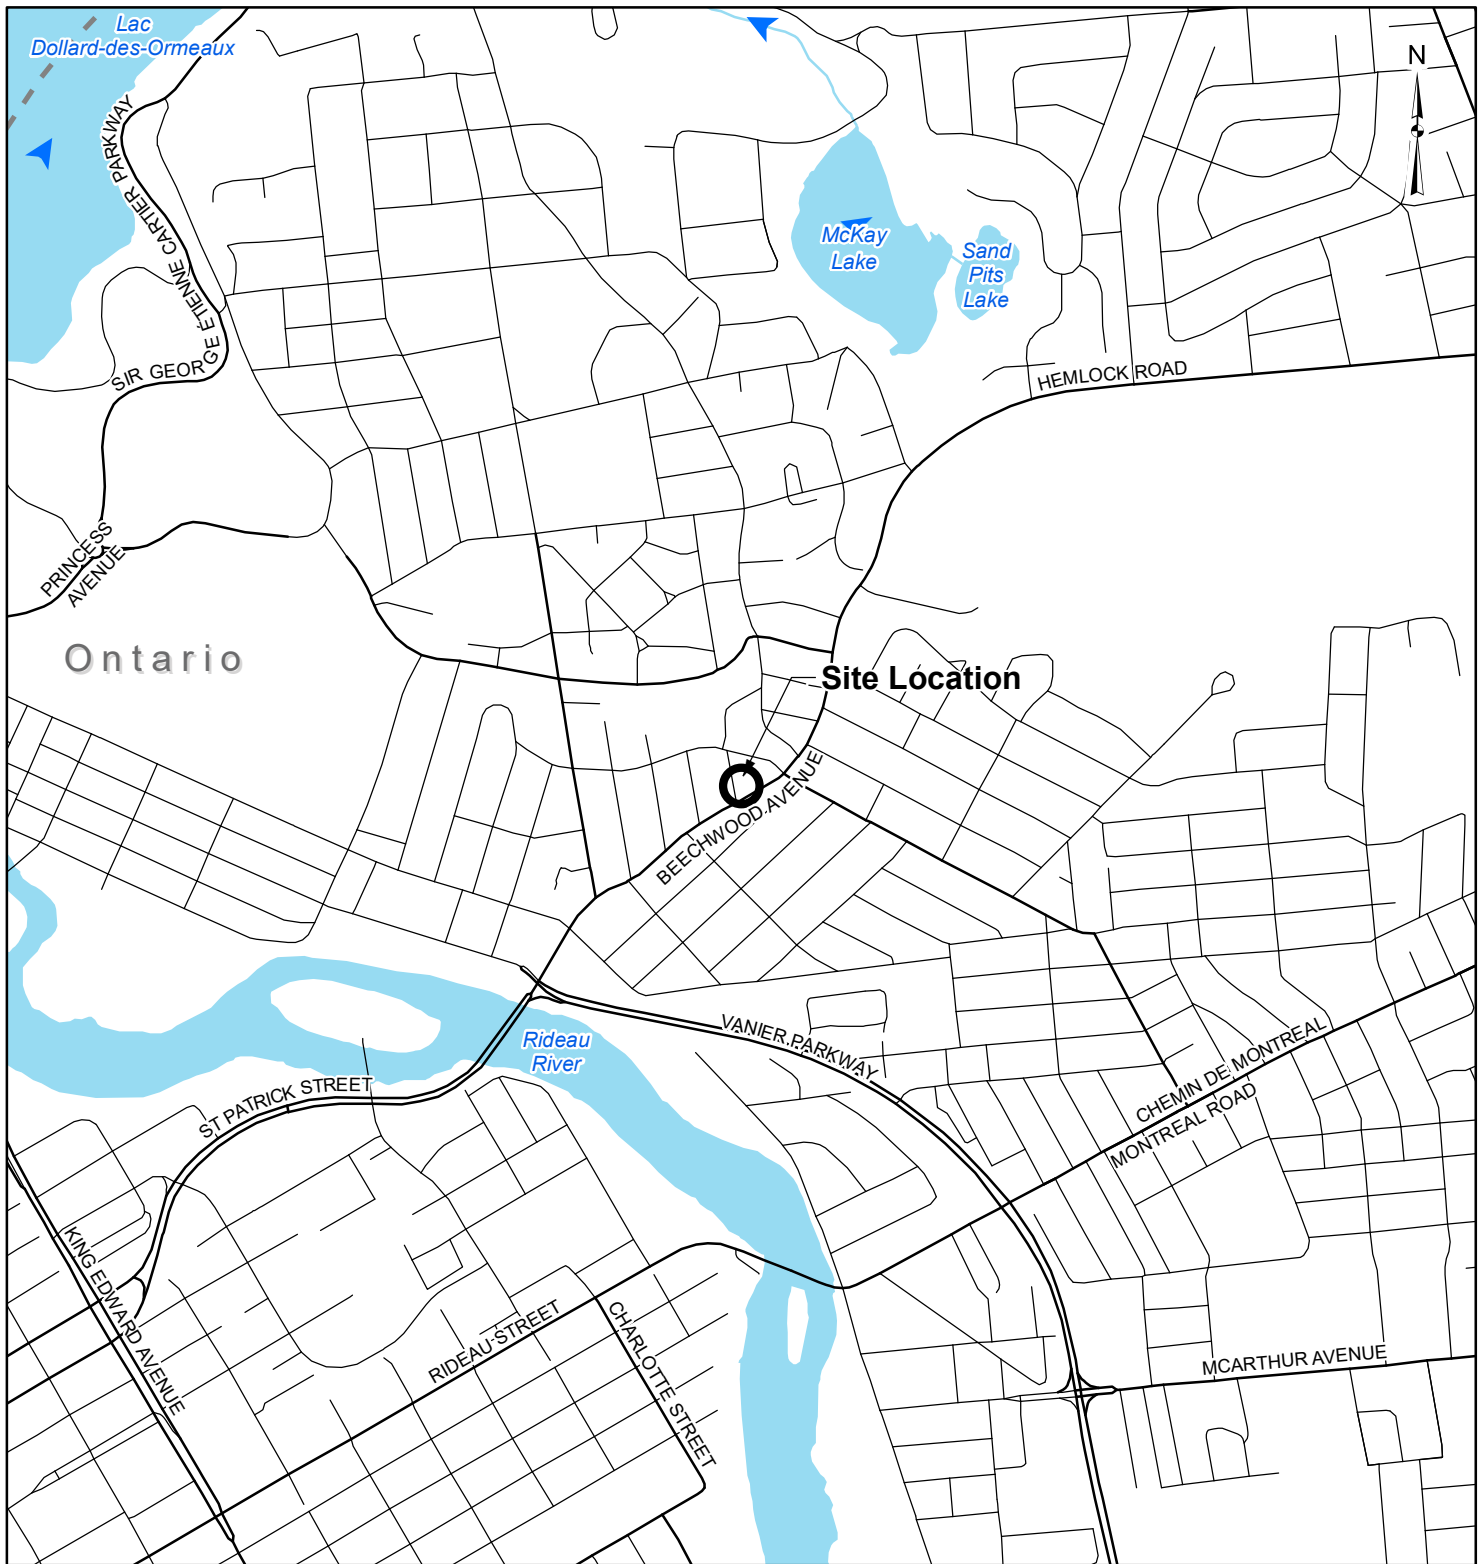 Lac
Dollard-des-Ormeaux
N
SIR GEORGE ÉTIENNE CARTIER PARKWAY
McKay
Lake
Sand
Pits
Lake
HEMLOCK ROAD
PRINCESS
AVENUE
Ontario
Site Location
BEECHWOOD AVENUE
Rideau
River
VANIER PARKWAY
ST PATRICK STREET
CHEMIN DE MONTREAL
MONTREAL ROAD
KING EDWARD AVENUE
RIDEAU STREET
CHARLOTTE STREET
MCARTHUR AVENUE